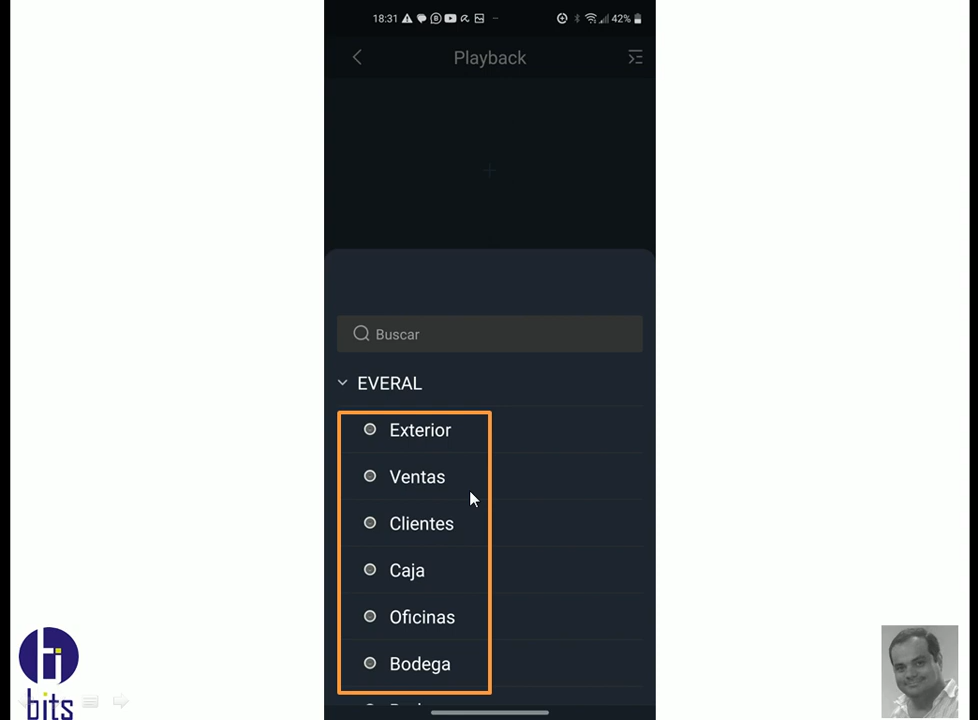 18:31
42%
Playback
Buscar
EVERAL
Exterior
Ventas
Clientes
Caja
Oficinas
Bodega
bits